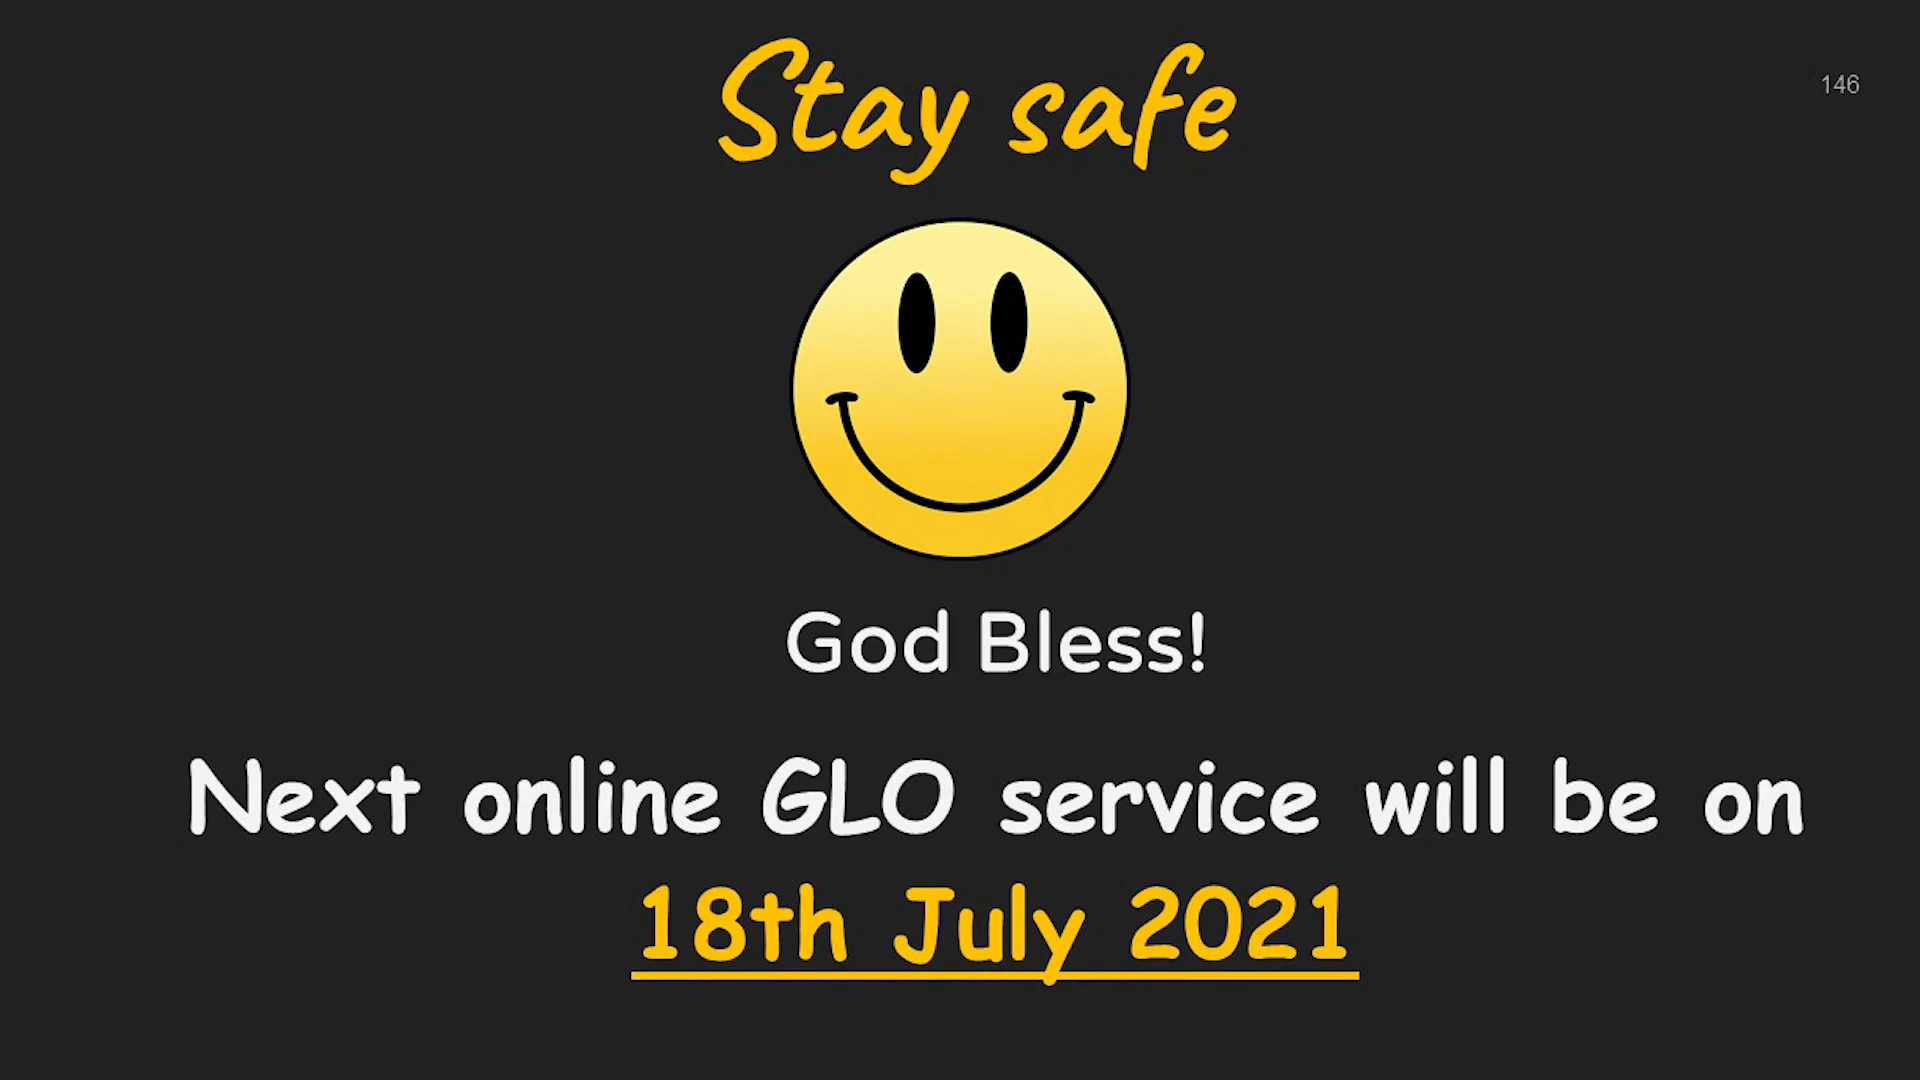 Stay safe
146
God Bless!
Next online GLO service will be on
18th July 2021